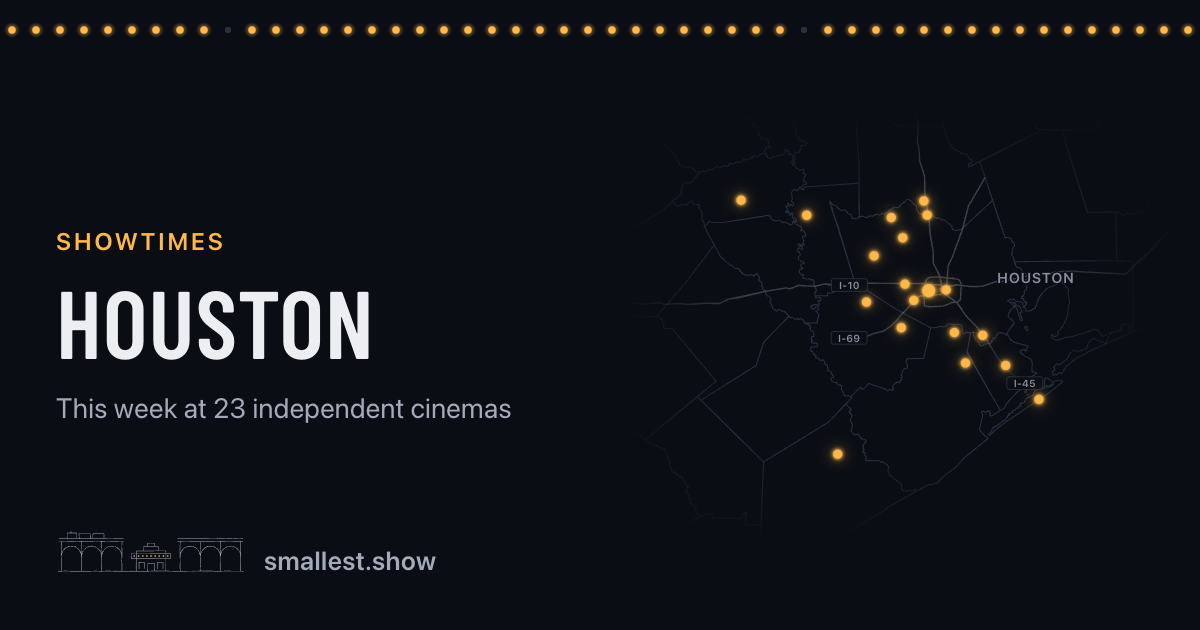 SHOWTIMES
HOUSTON
This week at 23 independent cinemas
smallest.show
HOUSTON
I-10
I-69
I-45